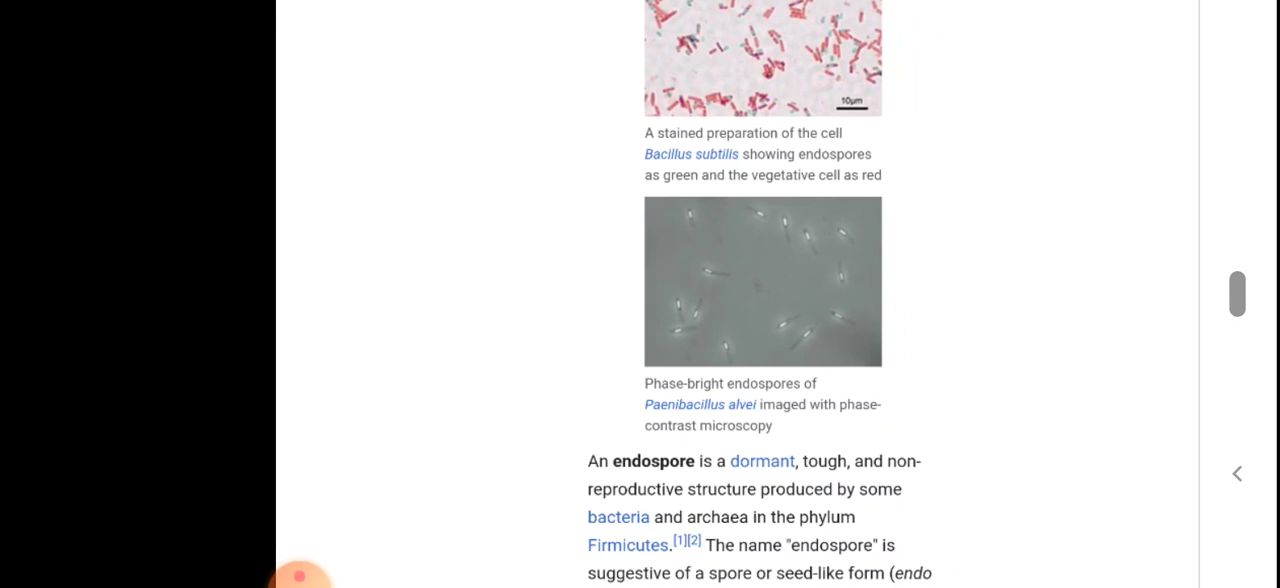 10µm
A stained preparation of the cell
Bacillus subtilis showing endospores
as green and the vegetative cell as red
Phase-bright endospores of
Paenibacillus alvei imaged with phase-
contrast microscopy
An endospore is a dormant, tough, and non-
reproductive structure produced by some
bacteria and archaea in the phylum
Firmicutes.[1][2] The name "endospore" is
suggestive of a spore or seed-like form (endo